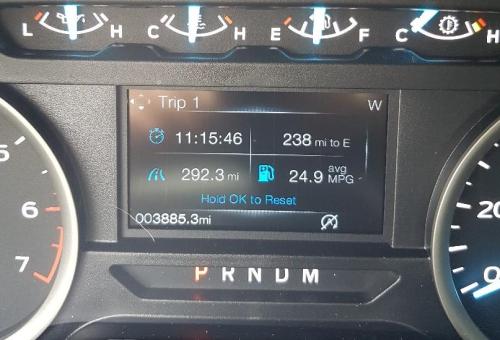 L H C H E F C H
Trip 1 W
11:15:46 238 mi to E
292.3 mi 24.9 avg MPG
Hold OK to Reset
003885.3mi
5
6
7
20
0
P R N D M